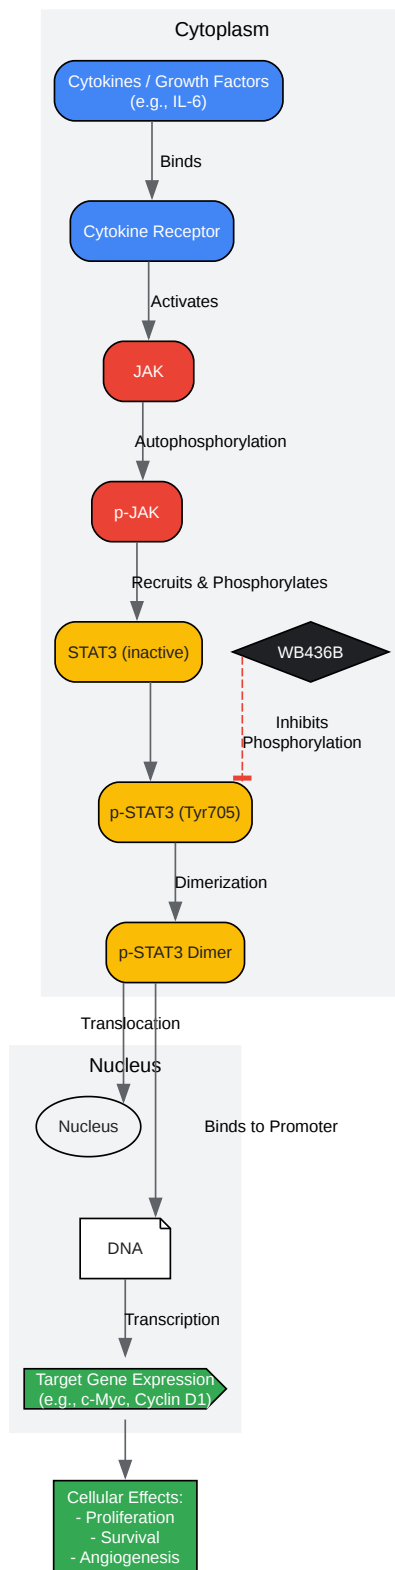 Cytoplasm
Cytokines / Growth Factors
(e.g., IL-6)
Binds
Cytokine Receptor
Activates
JAK
Autophosphorylation
p-JAK
Recruits & Phosphorylates
STAT3 (inactive)
WB436B
Inhibits
Phosphorylation
p-STAT3 (Tyr705)
Dimerization
p-STAT3 Dimer
Translocation
Nucleus
Nucleus
Binds to Promoter
DNA
Transcription
Target Gene Expression
(e.g., c-Myc, Cyclin D1)
Cellular Effects:
- Proliferation
- Survival
- Angiogenesis